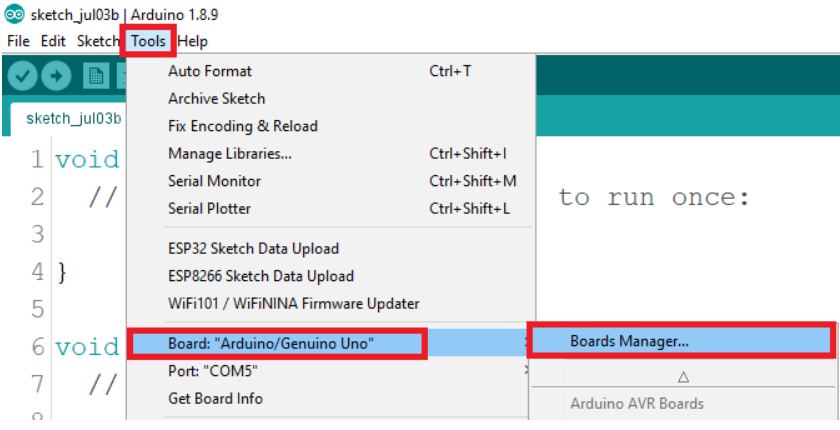 sketch_jul03b | Arduino 1.8.9
File Edit Sketch Tools Help
sketch_jul03b
Auto Format Ctrl+T
Archive Sketch
Fix Encoding & Reload
Manage Libraries... Ctrl+Shift+I
Serial Monitor Ctrl+Shift+M
Serial Plotter Ctrl+Shift+L
ESP32 Sketch Data Upload
ESP8266 Sketch Data Upload
WiFi101 / WiFiNINA Firmware Updater
Board: "Arduino/Genuino Uno"
Port: "COM5"
Get Board Info
Boards Manager...
Arduino AVR Boards
1 void
2 // to run once:
3
4 }
5
6 void
7 //